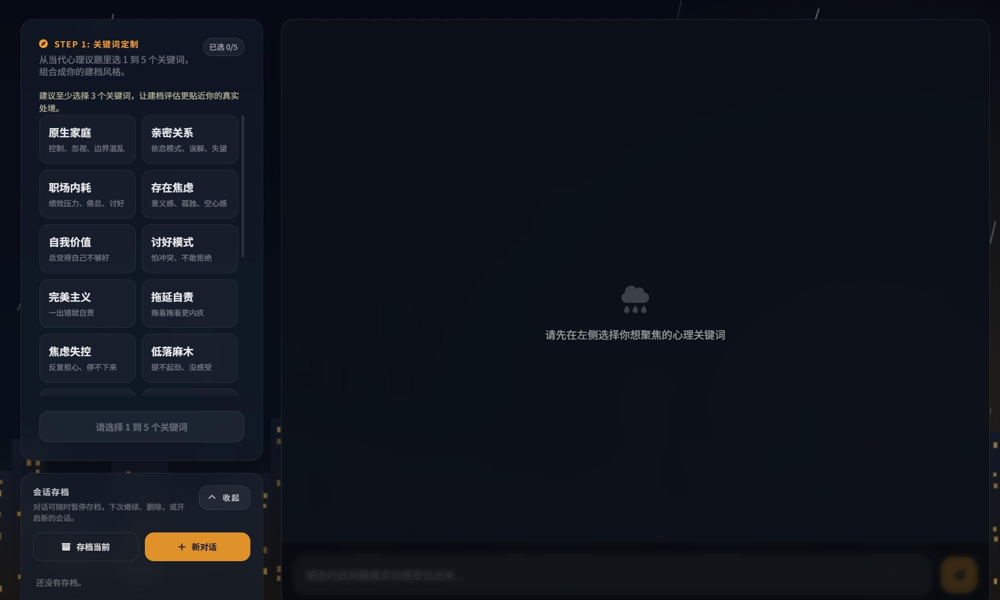 STEP 1: 关键词定制
已选 0/5
从当代心理议题里选 1 到 5 个关键词，
组合成你的建档风格。
建议至少选择 3 个关键词，让建档评估更贴近你的真实
处境。
原生家庭
控制、忽视、边界混乱
亲密关系
依恋模式、误解、失望
职场内耗
绩效压力、倦怠、讨好
存在焦虑
意义感、孤独、空心感
自我价值
总觉得自己不够好
讨好模式
怕冲突、不敢拒绝
完美主义
一出错就自责
拖延自责
拖着拖着更内疚
焦虑失控
反复担心、停不下来
低落麻木
提不起劲、没感受
请选择 1 到 5 个关键词
会话存档
收起
对话可随时暂停存档，下次继续、删除，或开
启新的会话。
存档当前
新对话
还没有存档。
请先在左侧选择你想聚焦的心理关键词
把此时此刻最真实的感受说出来...